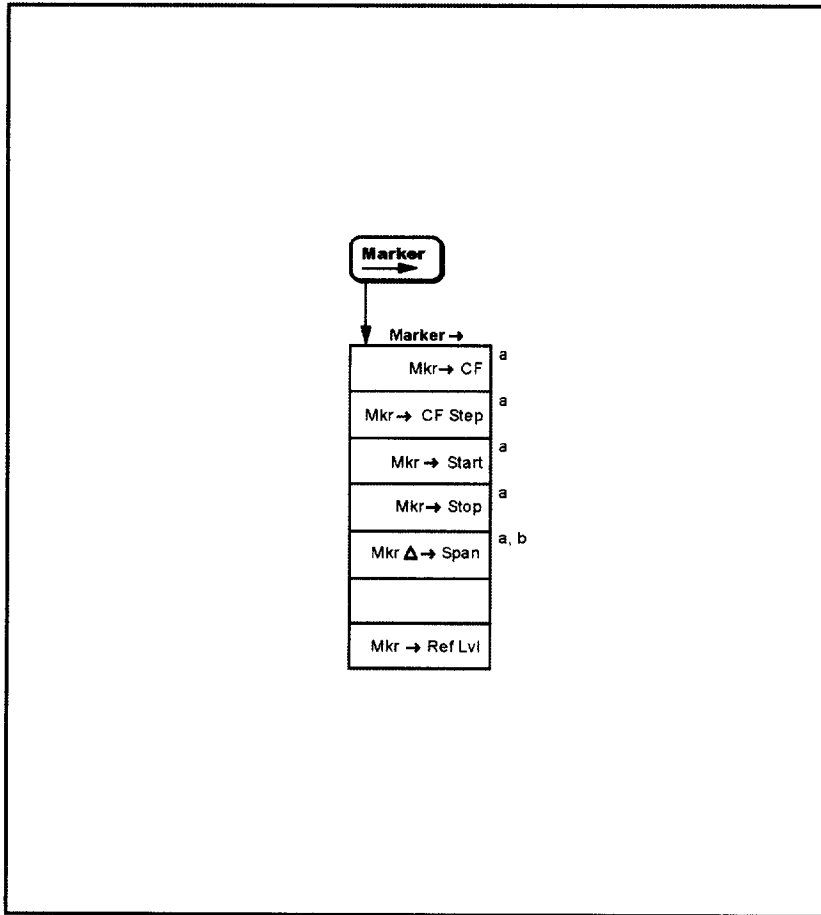 Marker
Marker →
Mkr → CF a
Mkr → CF Step a
Mkr → Start a
Mkr → Stop a
Mkr Δ → Span a, b
Mkr → Ref Lvl